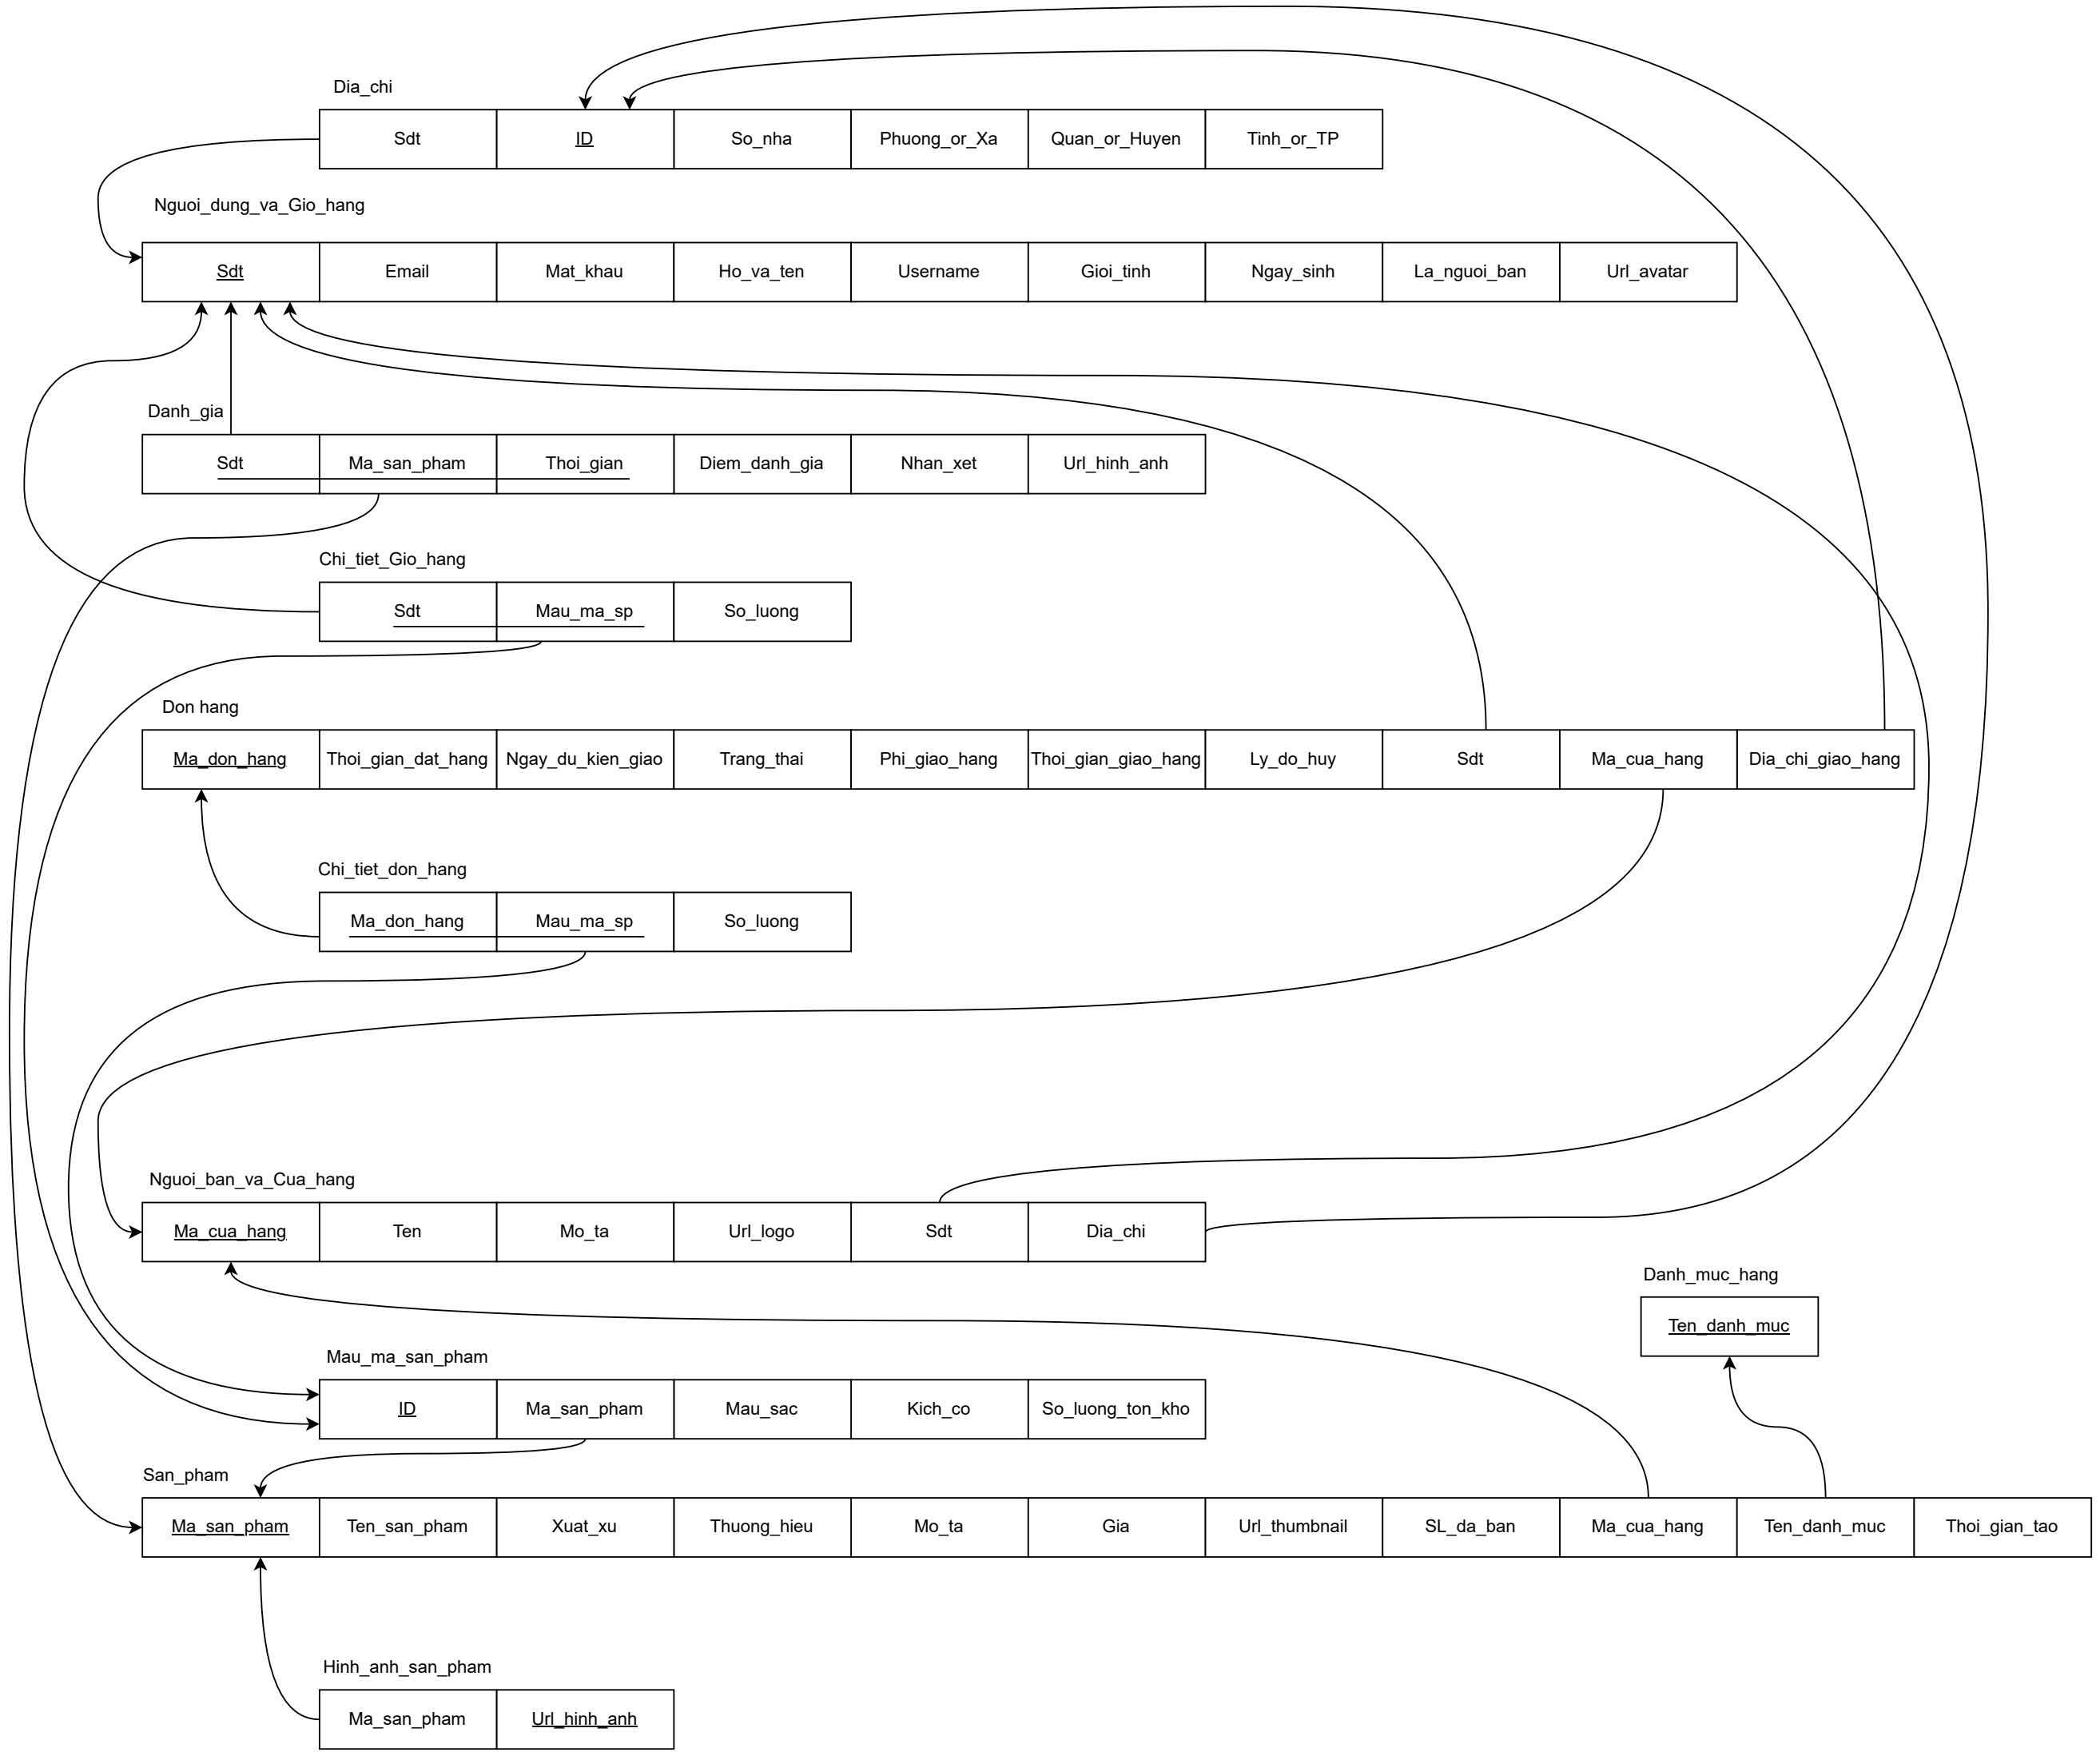 Dia_chi
Sdt ID So_nha Phuong_or_Xa Quan_or_Huyen Tinh_or_TP
Nguoi_dung_va_Gio_hang
Sdt Email Mat_khau Ho_va_ten Username Gioi_tinh Ngay_sinh La_nguoi_ban Url_avatar
Danh_gia
Sdt Ma_san_pham Thoi_gian Diem_danh_gia Nhan_xet Url_hinh_anh
Chi_tiet_Gio_hang
Sdt Mau_ma_sp So_luong
Don hang
Ma_don_hang Thoi_gian_dat_hang Ngay_du_kien_giao Trang_thai Phi_giao_hang Thoi_gian_giao_hang Ly_do_huy Sdt Ma_cua_hang Dia_chi_giao_hang
Chi_tiet_don_hang
Ma_don_hang Mau_ma_sp So_luong
Nguoi_ban_va_Cua_hang
Ma_cua_hang Ten Mo_ta Url_logo Sdt Dia_chi
Danh_muc_hang
Ten_danh_muc
Mau_ma_san_pham
ID Ma_san_pham Mau_sac Kich_co So_luong_ton_kho
San_pham
Ma_san_pham Ten_san_pham Xuat_xu Thuong_hieu Mo_ta Gia Url_thumbnail SL_da_ban Ma_cua_hang Ten_danh_muc Thoi_gian_tao
Hinh_anh_san_pham
Ma_san_pham Url_hinh_anh